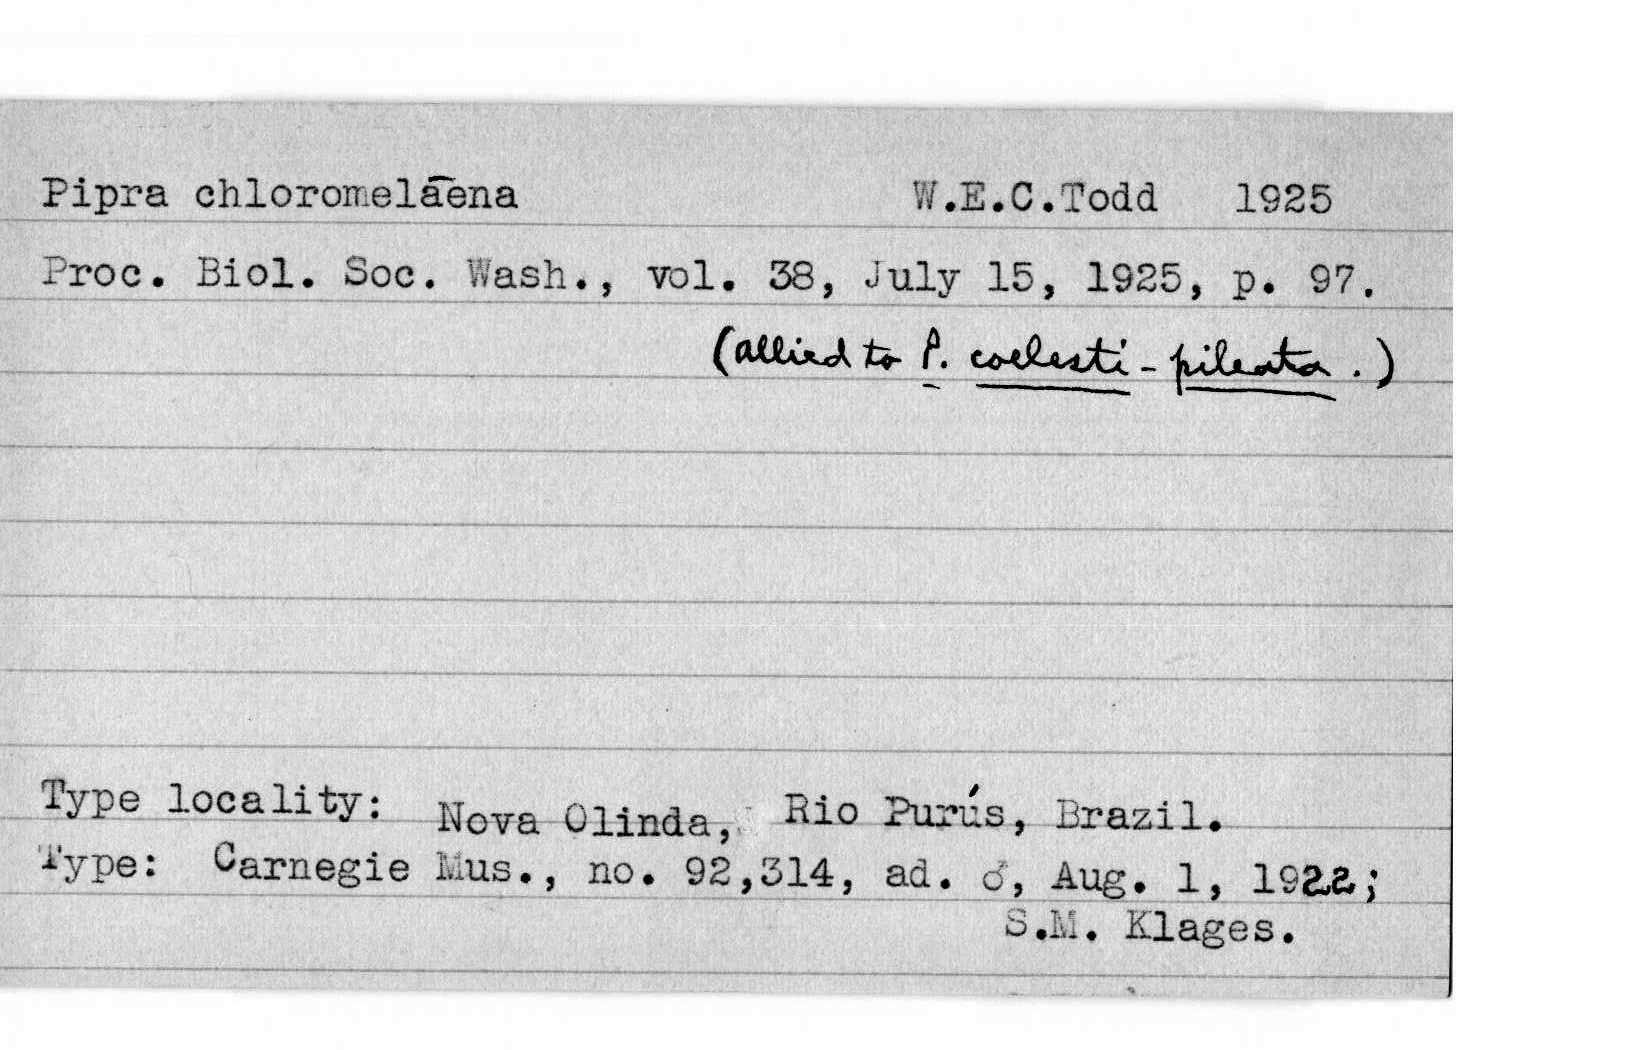 Pipra chloromelāena W.E.C.Todd 1925
Proc. Biol. Soc. Wash., vol. 38, July 15, 1925, p. 97.
(allied to P. coelesti-pileata.)
Type locality: Nova Olinda, Rio Purús, Brazil.
Type: Carnegie Mus., no. 92,314, ad. ♂, Aug. 1, 1922;
S.M. Klages.